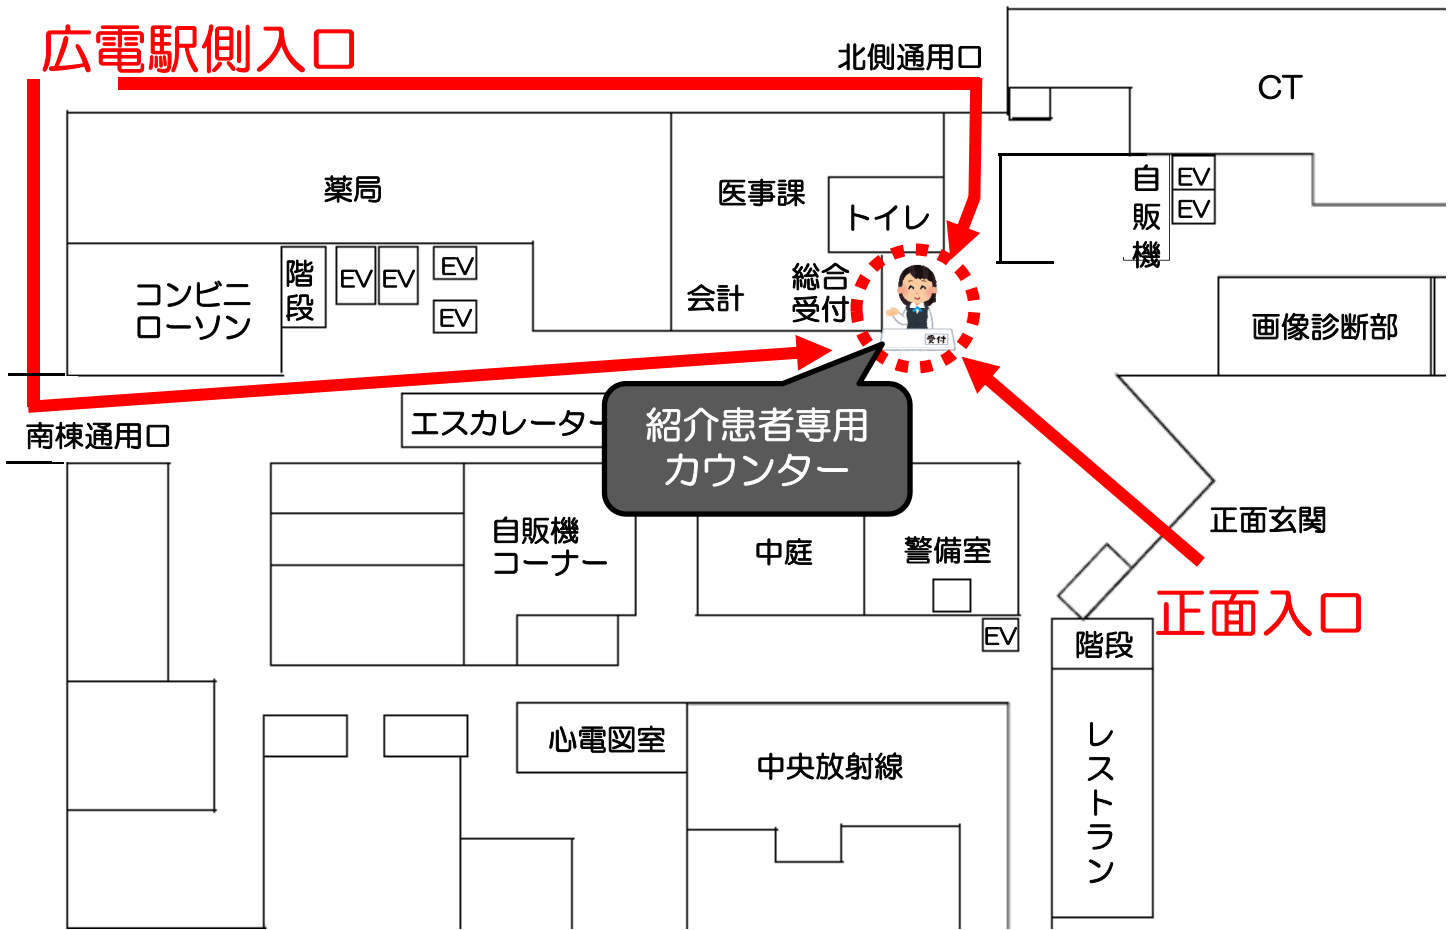 広電駅側入口
北側通用口
CT
薬局
医事課
トイレ
自
販
機
EV
EV
階
段
EV
EV
EV
EV
コンビニ
ローソン
会計
総合
受付
受付
画像診断部
エスカレーター
紹介患者専用
カウンター
南棟通用口
自販機
コーナー
中庭
警備室
正面玄関
正面入口
EV
階段
心電図室
中央放射線
レストラン